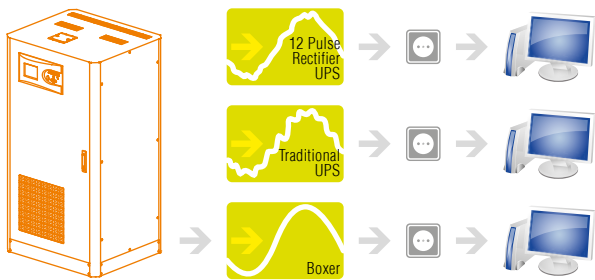 12 Pulse
Rectifier
UPS
Traditional
UPS
Boxer